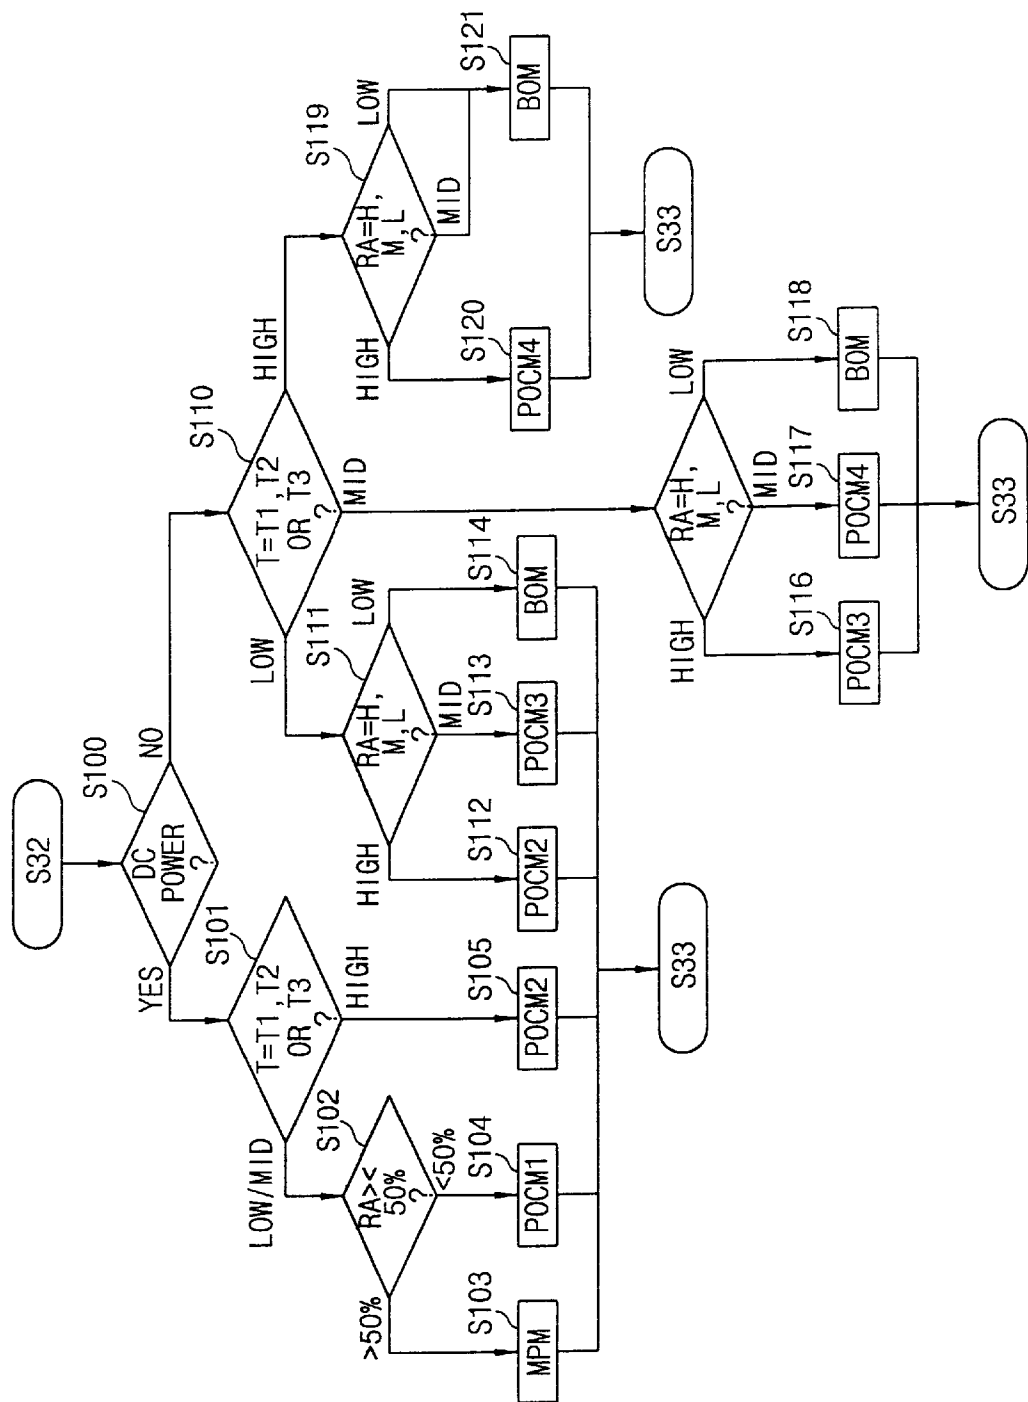 S32
S100
DC
POWER
?
YES
NO
S101
T=T1,T2
OR T3
?
LOW/MID
HIGH
S110
T=T1,T2
OR T3
?
LOW
MID
HIGH
S102
RA><
50%
?
>50%
<50%
S111
RA=H,
M,L
?
HIGH
MID
LOW
S119
RA=H,
M,L
?
HIGH
MID
LOW
S103
MPM
S104
POCM1
S105
POCM2
S112
POCM2
S113
POCM3
S114
BOM
S120
POCM4
S121
BOM
S33
S33
RA=H,
M,L
?
HIGH
MID
LOW
S116
POCM3
S117
POCM4
S118
BOM
S33